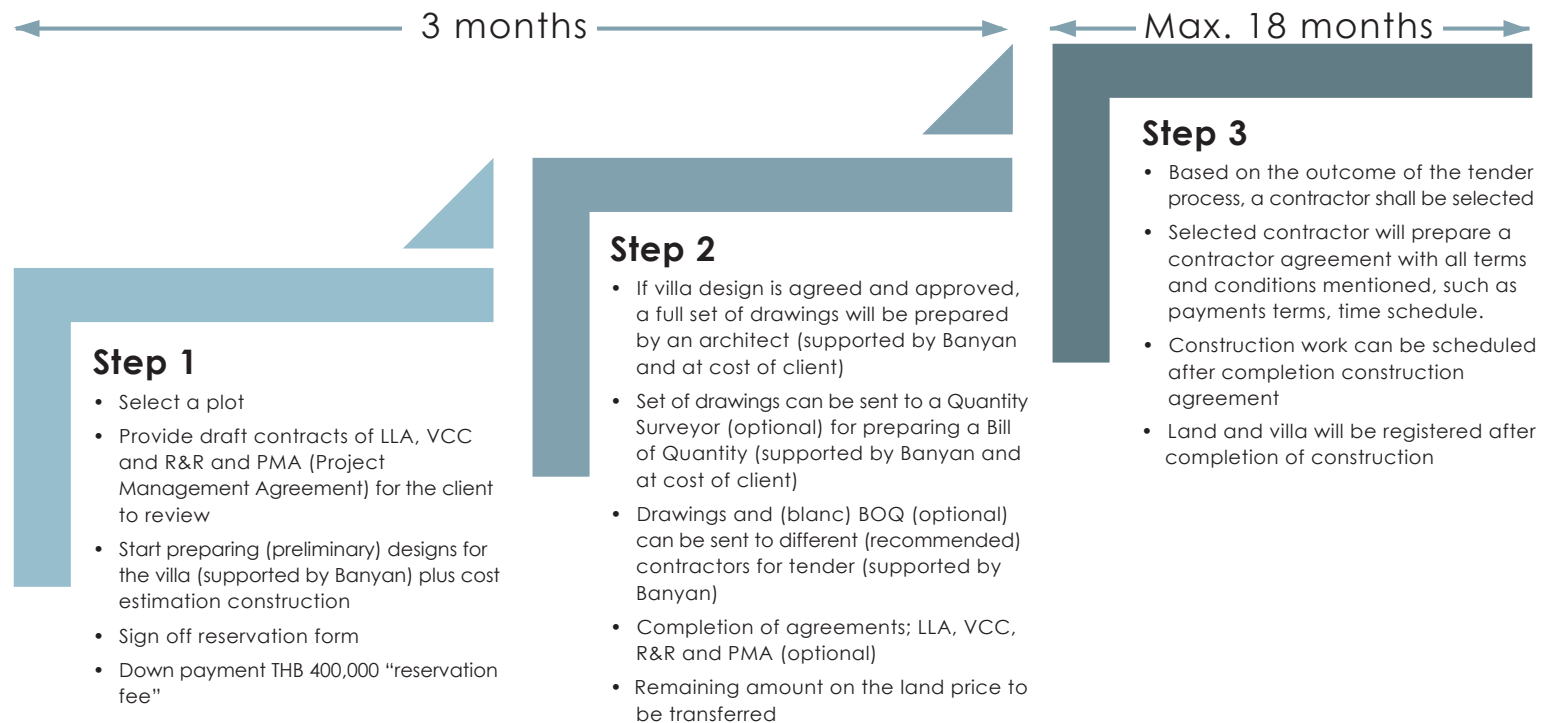 3 months
Max. 18 months
Step 1
• Select a plot
• Provide draft contracts of LLA, VCC
and R&R and PMA (Project
Management Agreement) for the client
to review
• Start preparing (preliminary) designs for
the villa (supported by Banyan) plus cost
estimation construction
• Sign off reservation form
• Down payment THB 400,000 “reservation
fee”
Step 2
• If villa design is agreed and approved,
a full set of drawings will be prepared
by an architect (supported by Banyan
and at cost of client)
• Set of drawings can be sent to a Quantity
Surveyor (optional) for preparing a Bill
of Quantity (supported by Banyan and
at cost of client)
• Drawings and (blanc) BOQ (optional)
can be sent to different (recommended)
contractors for tender (supported by
Banyan)
• Completion of agreements; LLA, VCC,
R&R and PMA (optional)
• Remaining amount on the land price to
be transferred
Step 3
• Based on the outcome of the tender
process, a contractor shall be selected
• Selected contractor will prepare a
contractor agreement with all terms
and conditions mentioned, such as
payments terms, time schedule.
• Construction work can be scheduled
after completion construction
agreement
• Land and villa will be registered after
completion of construction